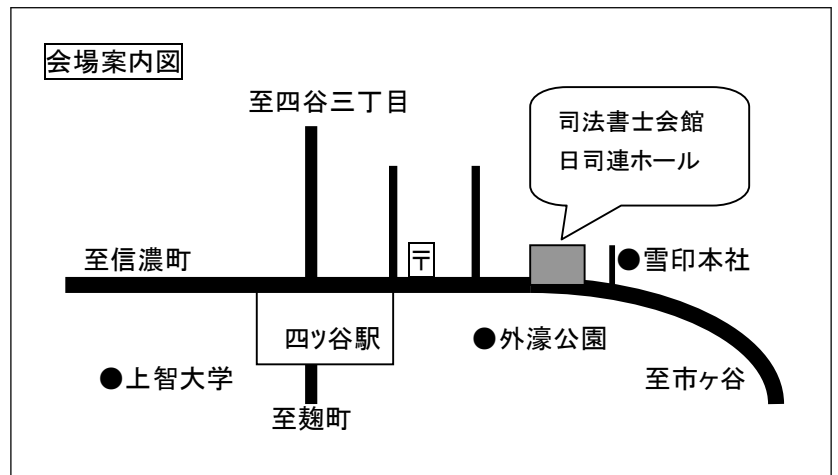 会場案内図
至四谷三丁目
司法書士会館
日司連ホール
至信濃町
〒
●雪印本社
四ツ谷駅
●外濠公園
●上智大学
至市ヶ谷
至麹町